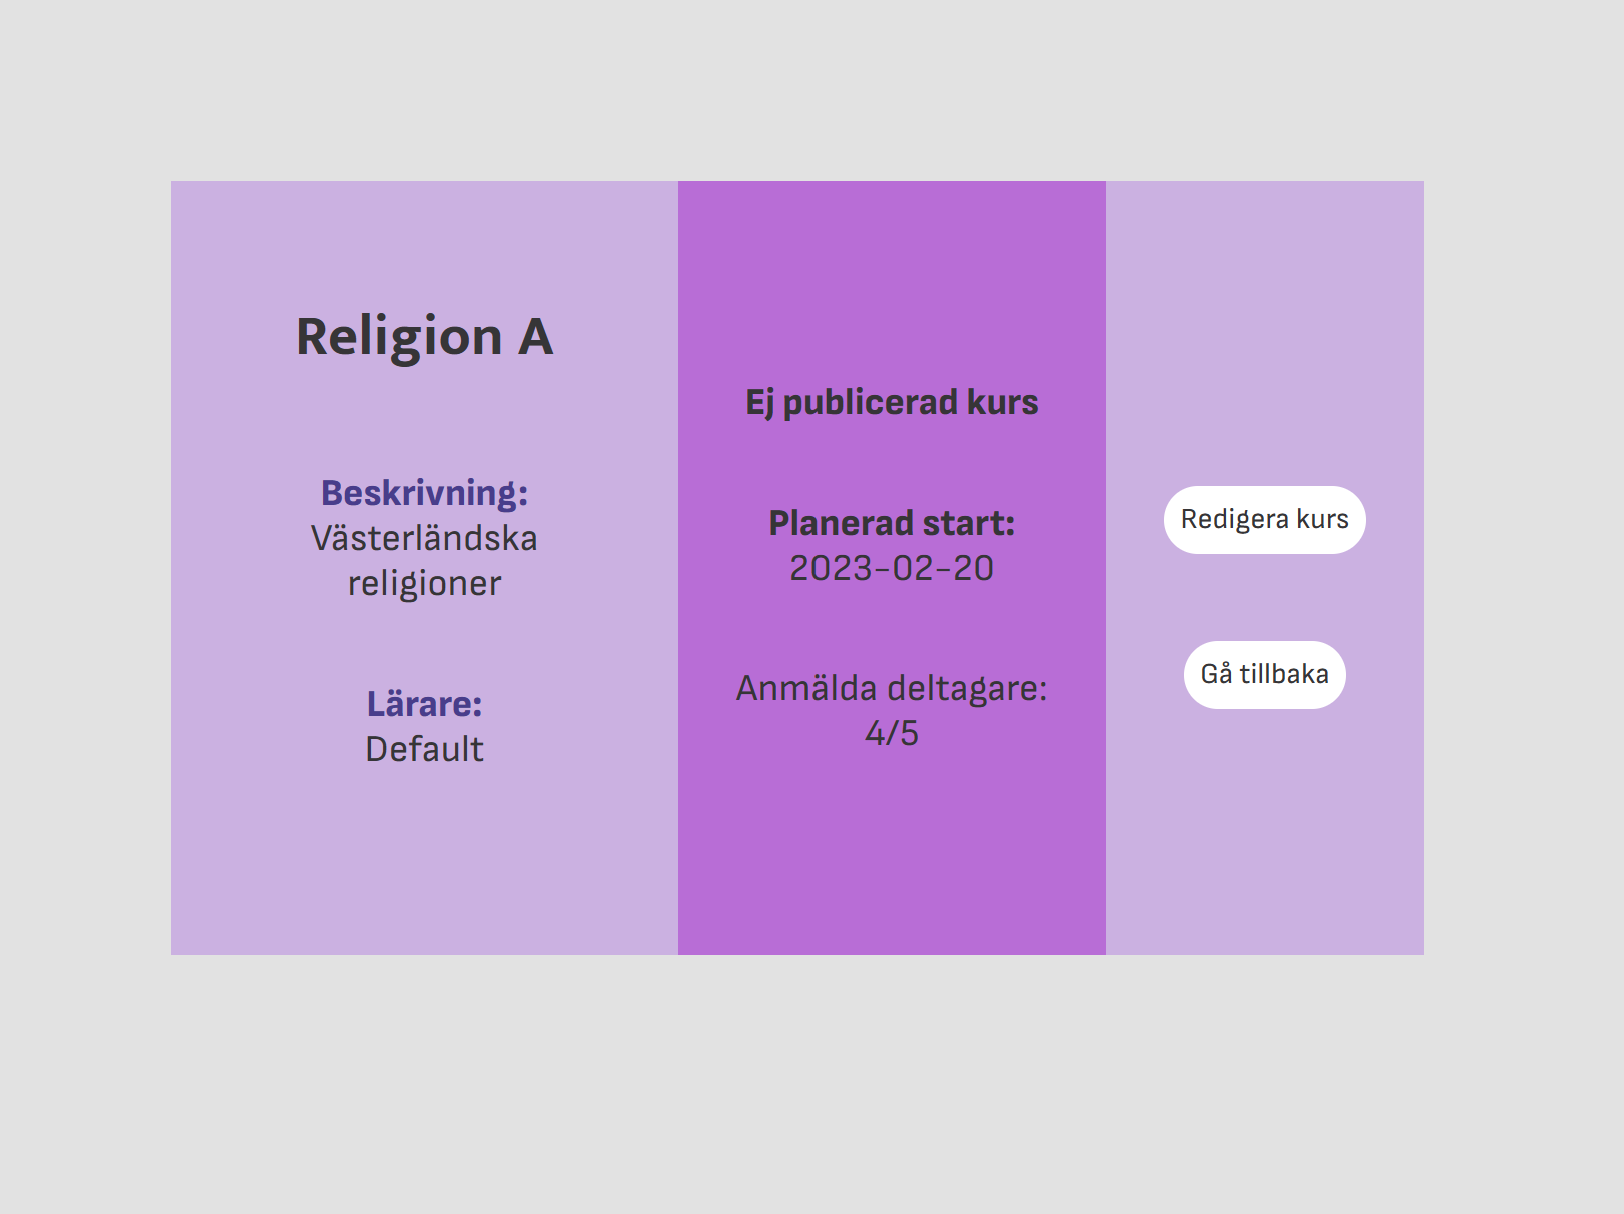 Religion A
Beskrivning:
Västerländska
religioner
Lärare:
Default
Ej publicerad kurs
Planerad start:
2023-02-20
Anmälda deltagare:
4/5
Redigera kurs
Gå tillbaka